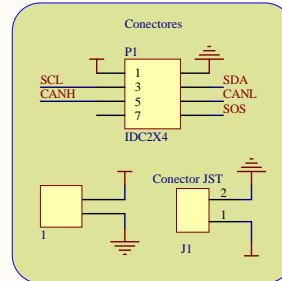 Conectores
P1
1
SCL 3 SDA
CANH 5 CANL
7 SOS
IDC2X4
Conector JST
2
1
1 J1